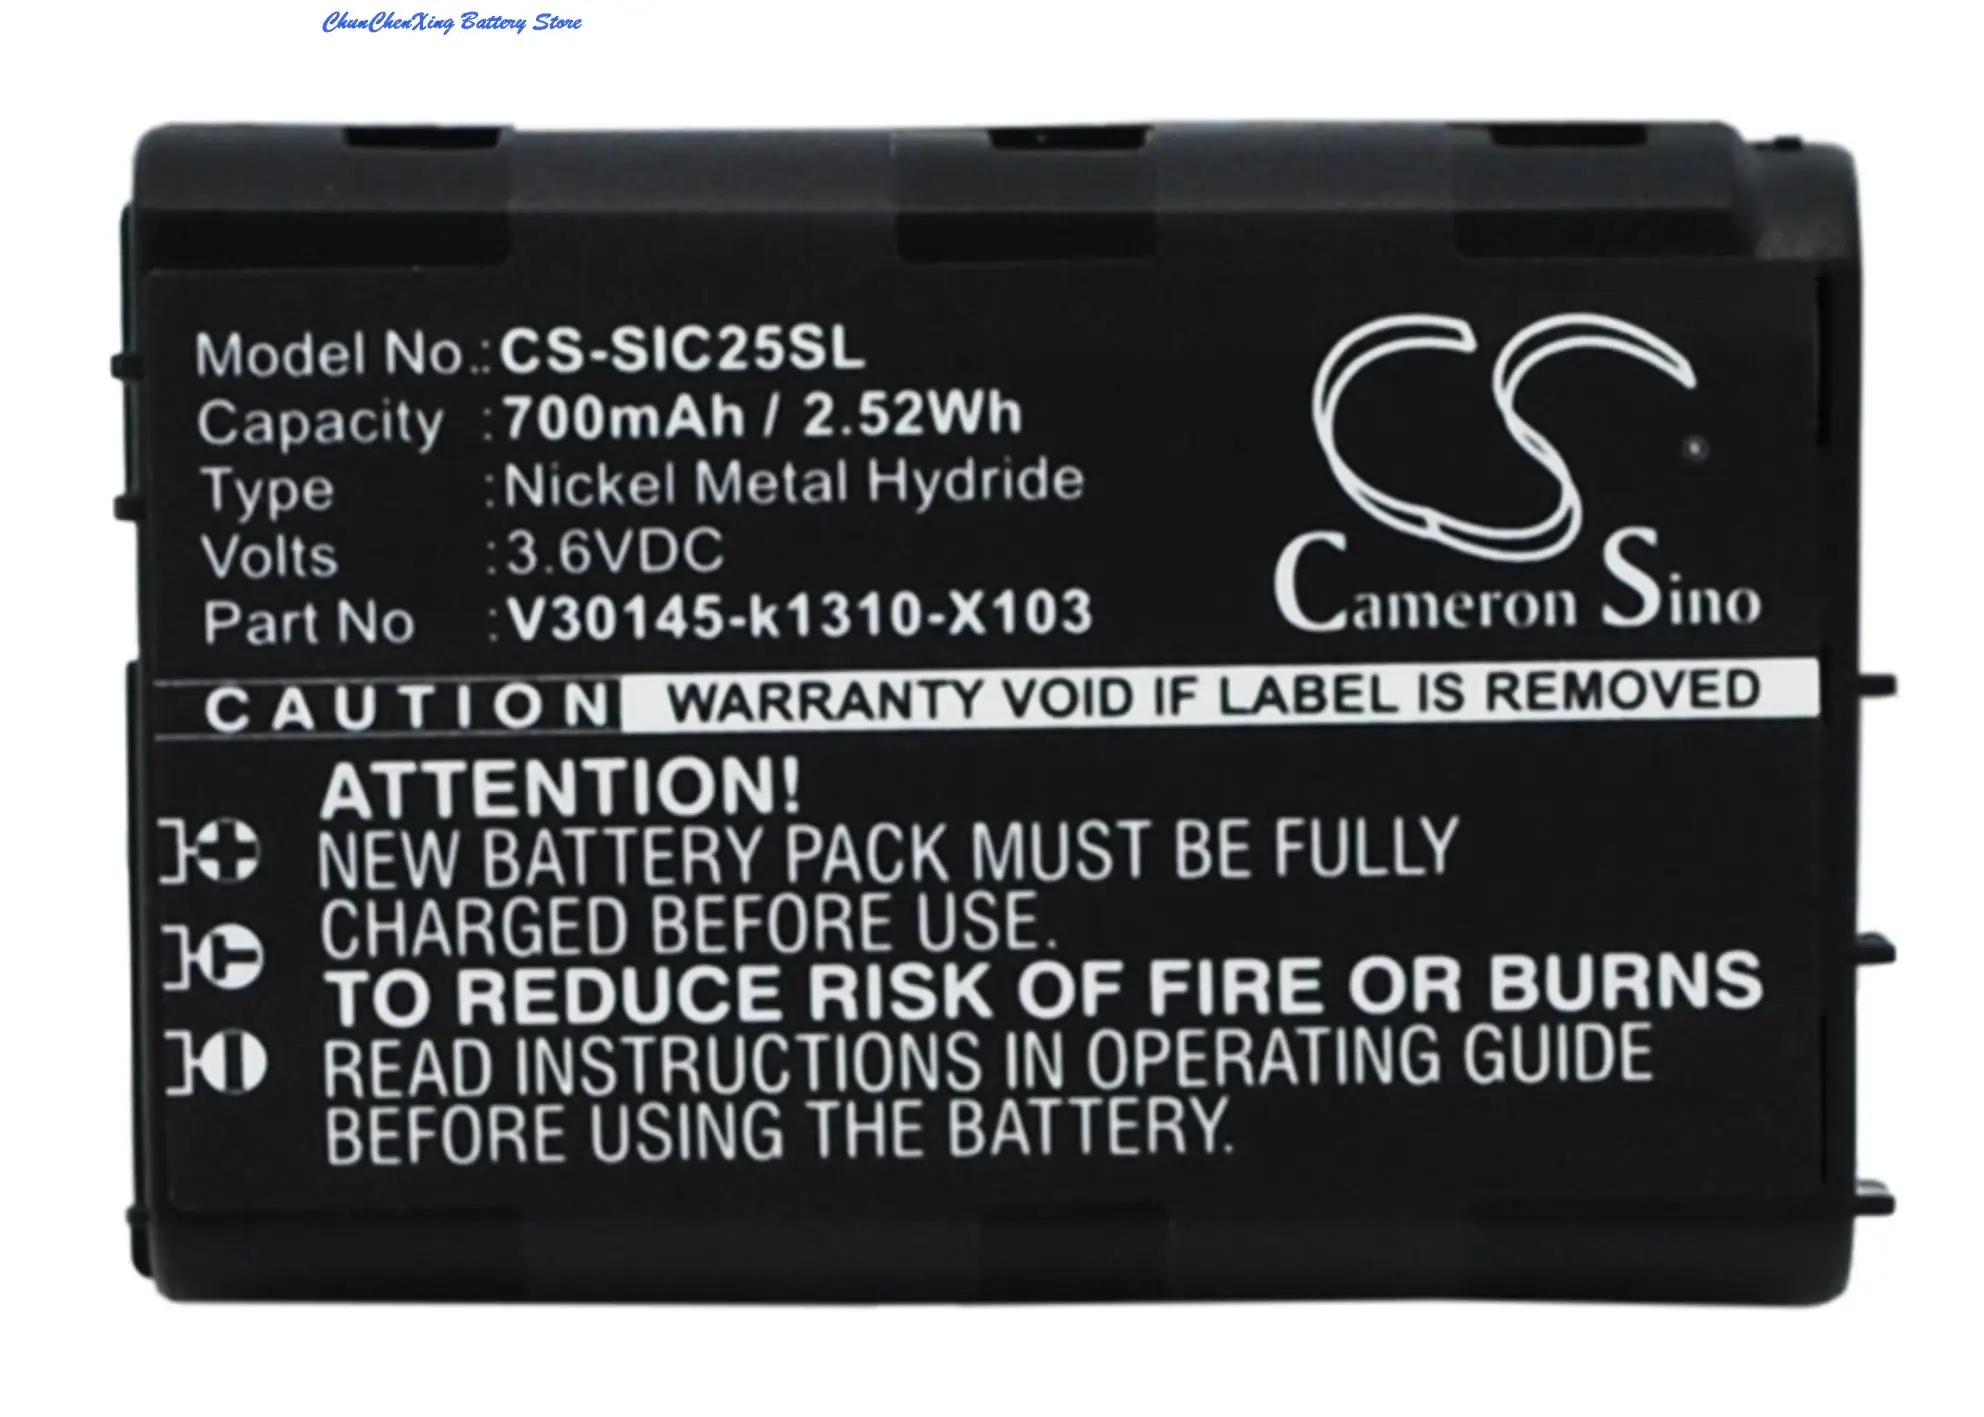 ChunChenXing Battery Store
Model No.: CS-SIC25SL
Capacity : 700mAh / 2.52Wh
Type : Nickel Metal Hydride
Volts : 3.6VDC
Part No : V30145-k1310-X103
CS
Cameron Sino
CAUTION WARRANTY VOID IF LABEL IS REMOVED
ATTENTION!
NEW BATTERY PACK MUST BE FULLY
CHARGED BEFORE USE.
TO REDUCE RISK OF FIRE OR BURNS
READ INSTRUCTIONS IN OPERATING GUIDE
BEFORE USING THE BATTERY.